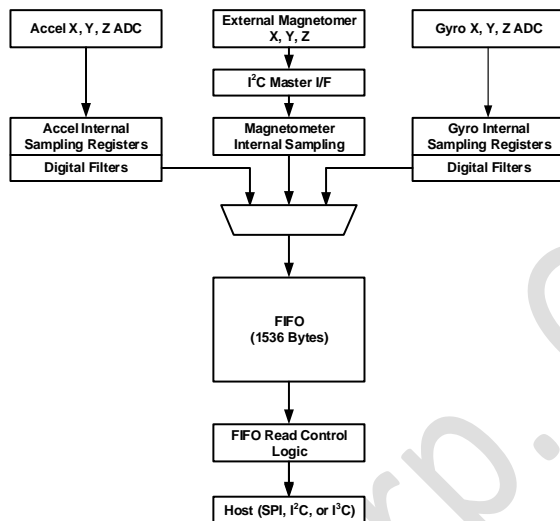 Accel X, Y, Z ADC
External Magnetomer
X, Y, Z
Gyro X, Y, Z ADC
I²C Master I/F
Accel Internal
Sampling Registers
Digital Filters
Magnetometer
Internal Sampling
Gyro Internal
Sampling Registers
Digital Filters
FIFO
(1536 Bytes)
FIFO Read Control
Logic
Host (SPI, I²C, or I³C)